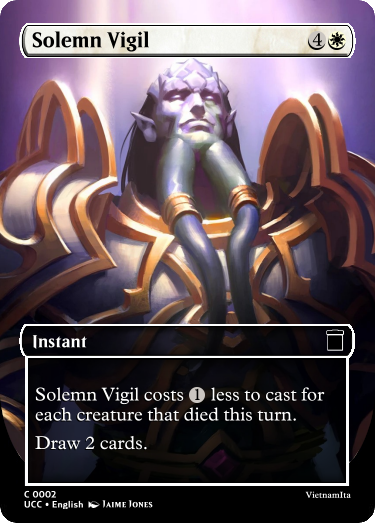 Solemn Vigil 4
Instant
Solemn Vigil costs 1 less to cast for
each creature that died this turn.
Draw 2 cards.
C 0002
UCC • English JAIME JONES
VietnamIta